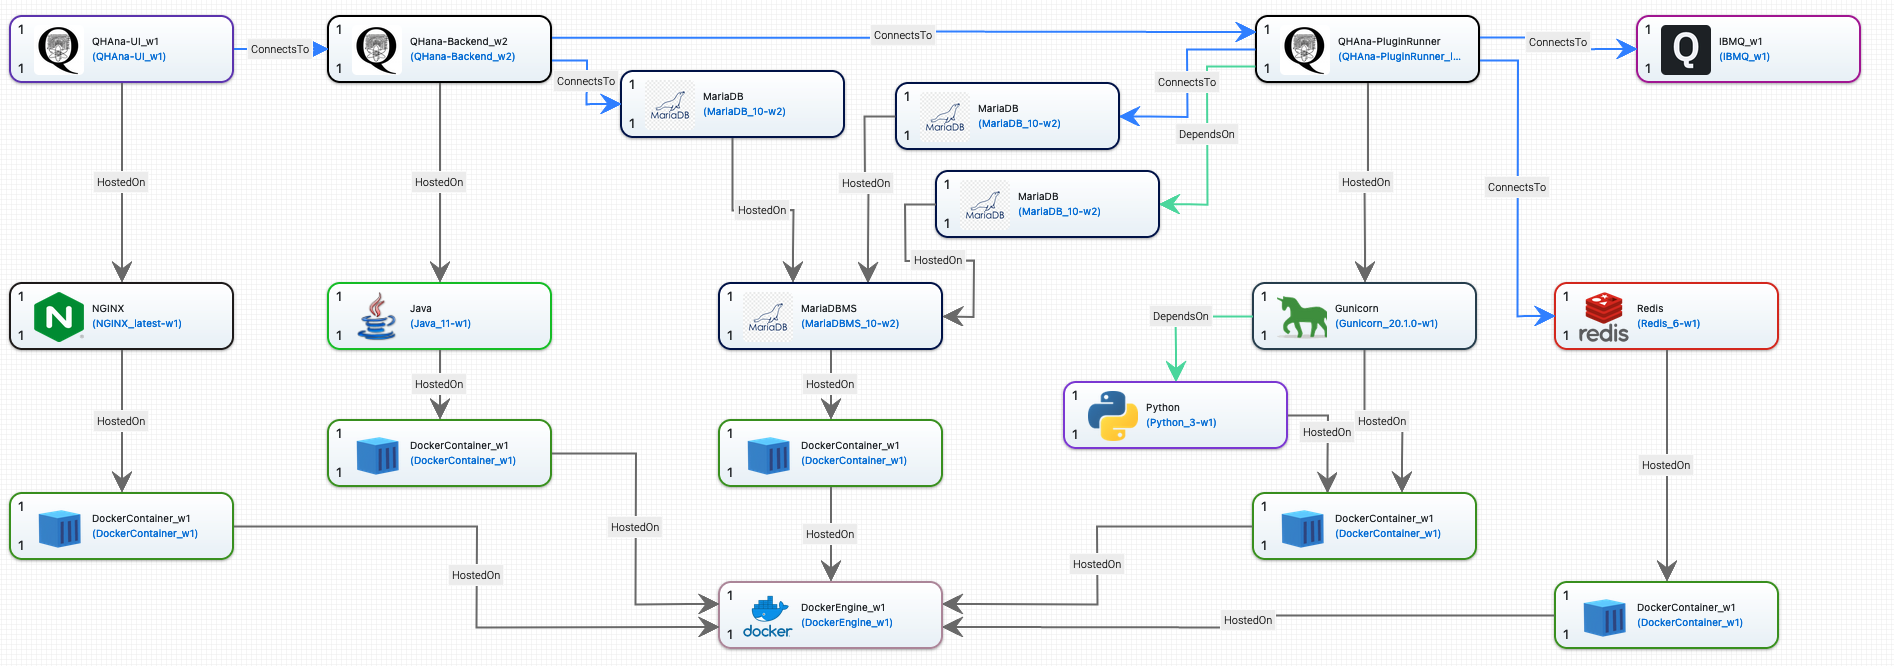 1
1
QHAna-UI_w1
(QHAna-UI_w1)
ConnectsTo
1
1
QHana-Backend_w2
(QHana-Backend_w2)
ConnectsTo
ConnectsTo
1
1
MariaDB
MariaDB
(MariaDB_10-w2)
1
1
MariaDB
MariaDB
(MariaDB_10-w2)
ConnectsTo
DependsOn
1
1
QHAna-PluginRunner
(QHAna-PluginRunner_l...
ConnectsTo
1
1
Q
IBMQ_w1
(IBMQ_w1)
1
1
MariaDB
MariaDB
(MariaDB_10-w2)
HostedOn
HostedOn
HostedOn
HostedOn
HostedOn
HostedOn
ConnectsTo
1
1
N
NGINX
(NGINX_latest-w1)
1
1
Java
(Java_11-w1)
1
1
MariaDB
MariaDBMS
(MariaDBMS_10-w2)
DependsOn
1
1
Gunicorn
(Gunicorn_20.1.0-w1)
1
1
redis
Redis
(Redis_6-w1)
HostedOn
HostedOn
HostedOn
1
1
Python
(Python_3-w1)
HostedOn
HostedOn
HostedOn
1
1
DockerContainer_w1
(DockerContainer_w1)
1
1
DockerContainer_w1
(DockerContainer_w1)
1
1
DockerContainer_w1
(DockerContainer_w1)
1
1
DockerContainer_w1
(DockerContainer_w1)
HostedOn
HostedOn
HostedOn
HostedOn
HostedOn
1
1
docker
DockerEngine_w1
(DockerEngine_w1)
HostedOn
1
1
DockerContainer_w1
(DockerContainer_w1)